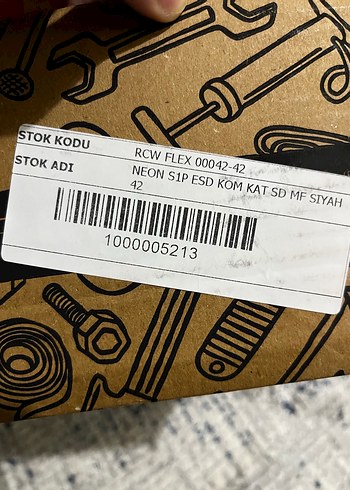 STOK KODU RCW FLEX 00042-42
STOK ADI NEON S1P ESD KOM KAT SD MF SIYAH
42
1000005213